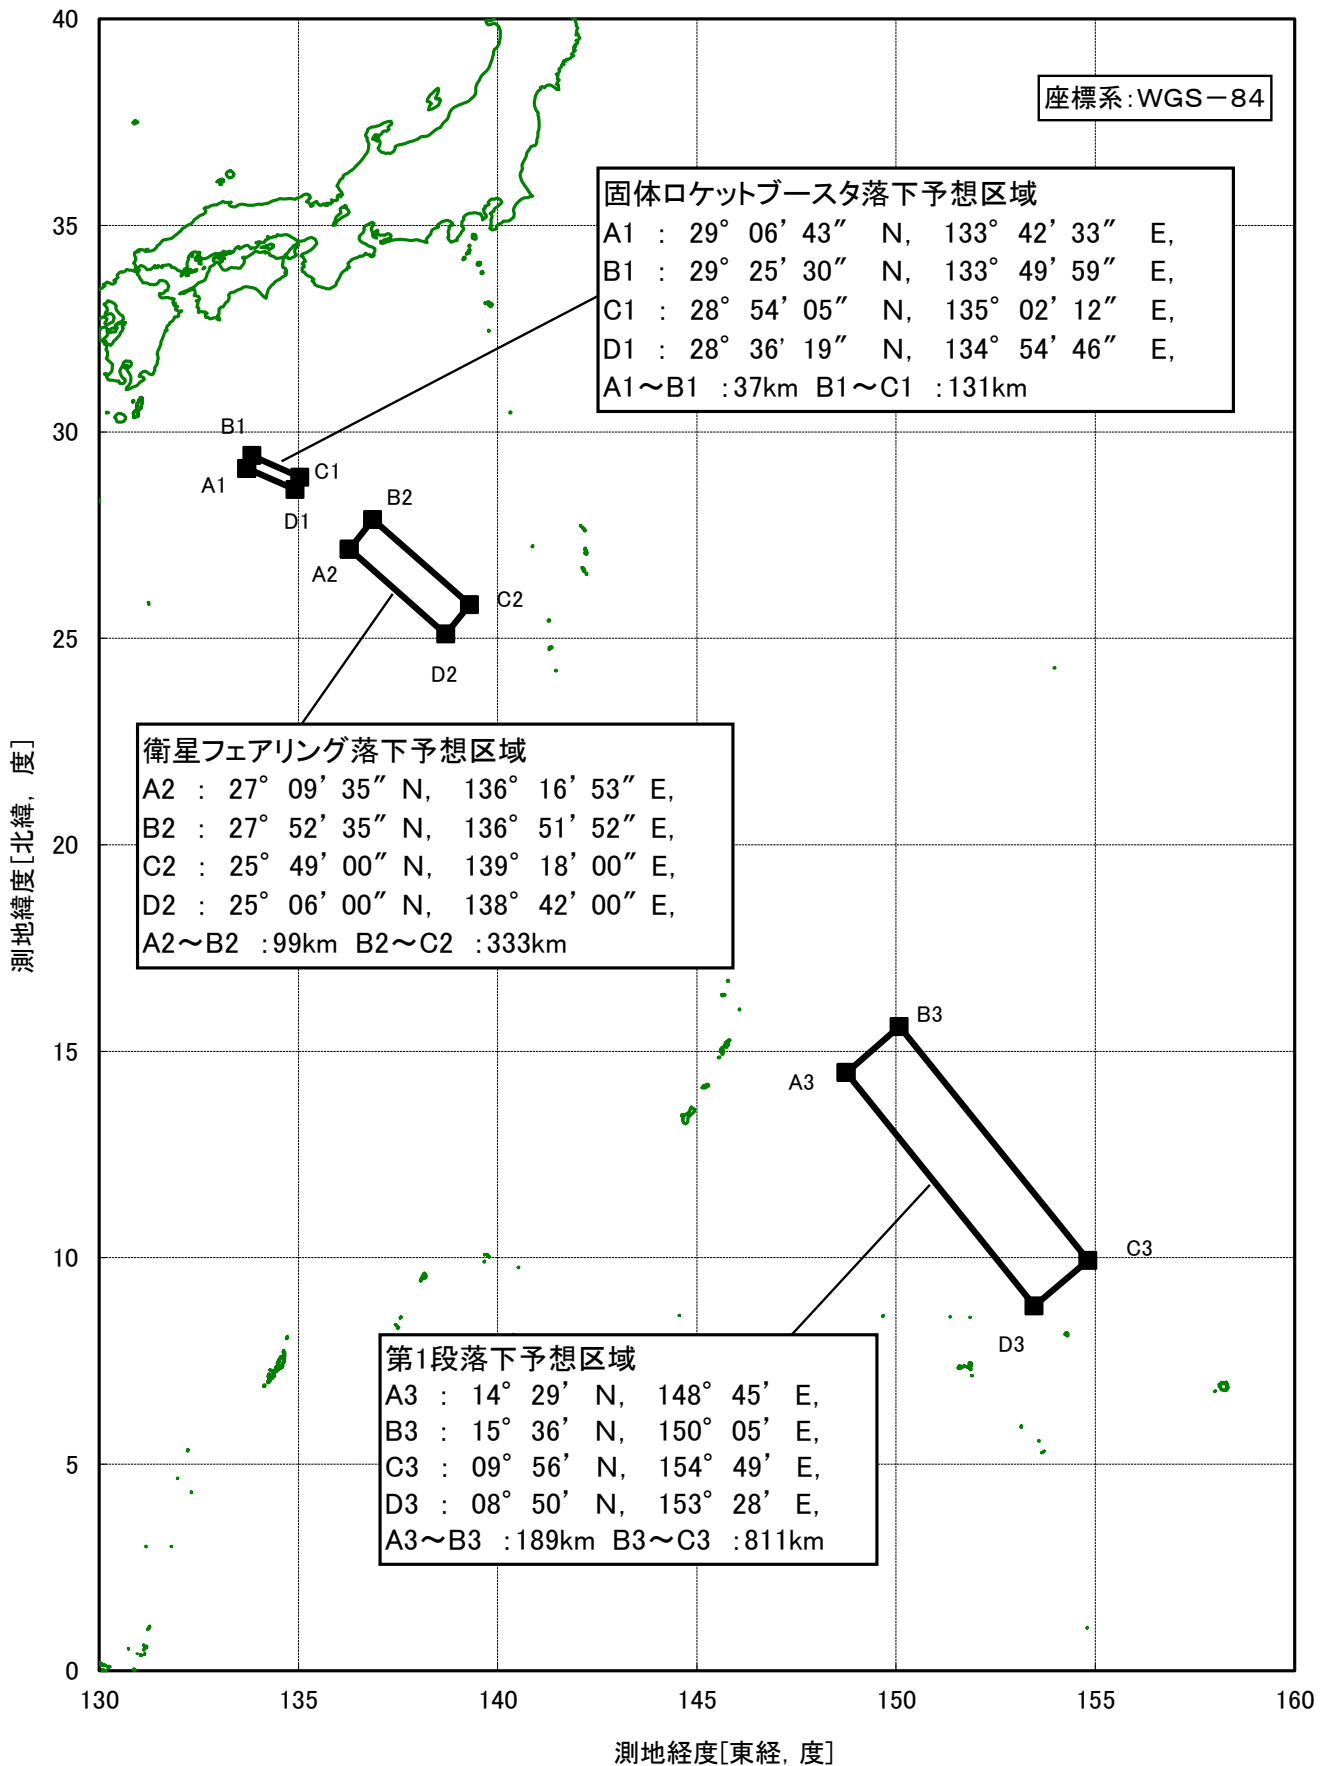 座標系:WGS－84
固体ロケットブースタ落下予想区域
A1 : 29° 06’ 43” N, 133° 42’ 33” E,
B1 : 29° 25’ 30” N, 133° 49’ 59” E,
C1 : 28° 54’ 05” N, 135° 02’ 12” E,
D1 : 28° 36’ 19” N, 134° 54’ 46” E,
A1～B1 :37km B1～C1 :131km
B1
A1
C1
D1
B2
A2
C2
D2
衛星フェアリング落下予想区域
A2 : 27° 09’ 35” N, 136° 16’ 53” E,
B2 : 27° 52’ 35” N, 136° 51’ 52” E,
C2 : 25° 49’ 00” N, 139° 18’ 00” E,
D2 : 25° 06’ 00” N, 138° 42’ 00” E,
A2～B2 :99km B2～C2 :333km
B3
A3
C3
D3
第1段落下予想区域
A3 : 14° 29’ N, 148° 45’ E,
B3 : 15° 36’ N, 150° 05’ E,
C3 : 09° 56’ N, 154° 49’ E,
D3 : 08° 50’ N, 153° 28’ E,
A3～B3 :189km B3～C3 :811km
40
35
30
25
20
15
10
5
0
測地緯度[北緯, 度]
130 135 140 145 150 155 160
測地経度[東経, 度]